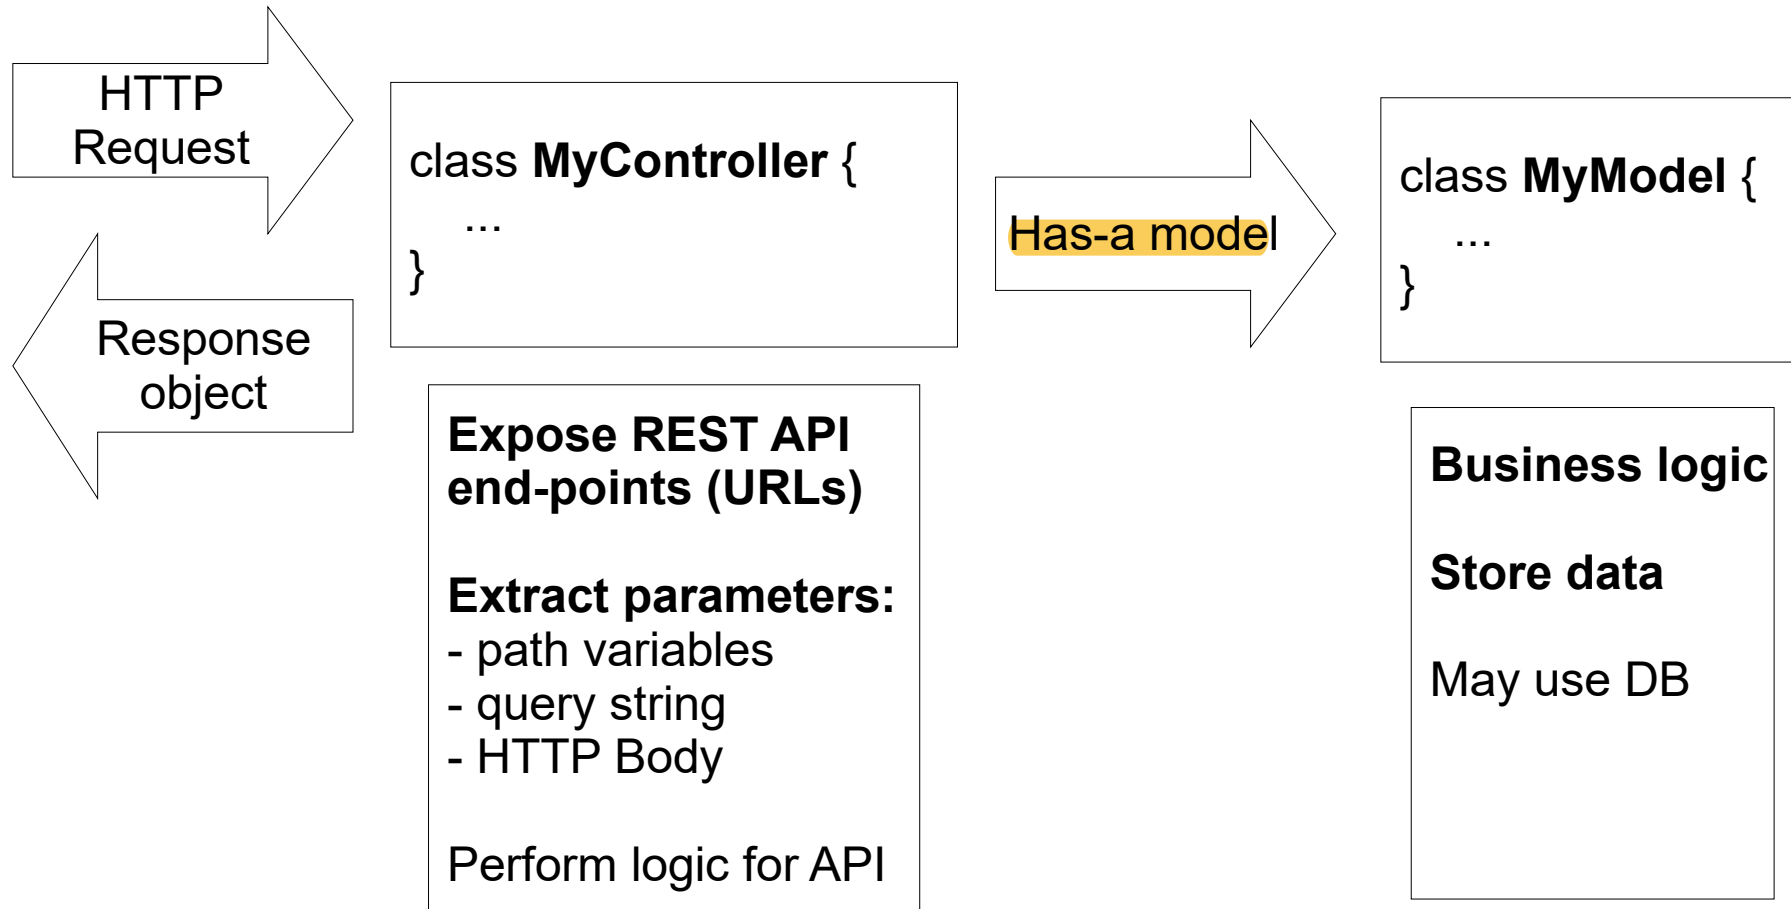 HTTP
Request
Response
object
class MyController {
...
}
Expose REST API
end-points (URLs)
Extract parameters:
- path variables
- query string
- HTTP Body
Perform logic for API
Has-a model
class MyModel {
...
}
Business logic
Store data
May use DB